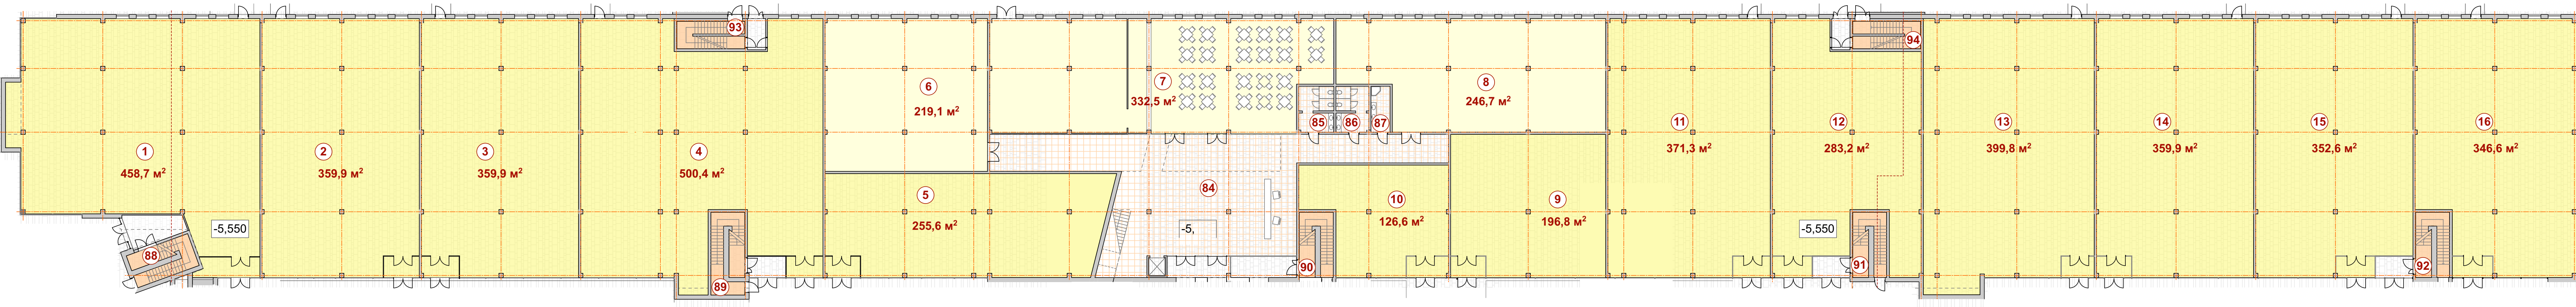 93
94
1
458,7 м²
2
359,9 м²
3
359,9 м²
4
500,4 м²
6
219,1 м²
7
332,5 м²
8
246,7 м²
85
86
87
11
371,3 м²
12
283,2 м²
13
399,8 м²
14
359,9 м²
15
352,6 м²
16
346,6 м²
5
255,6 м²
84
10
126,6 м²
9
196,8 м²
-5,550
-5,
-5,550
88
89
90
91
92